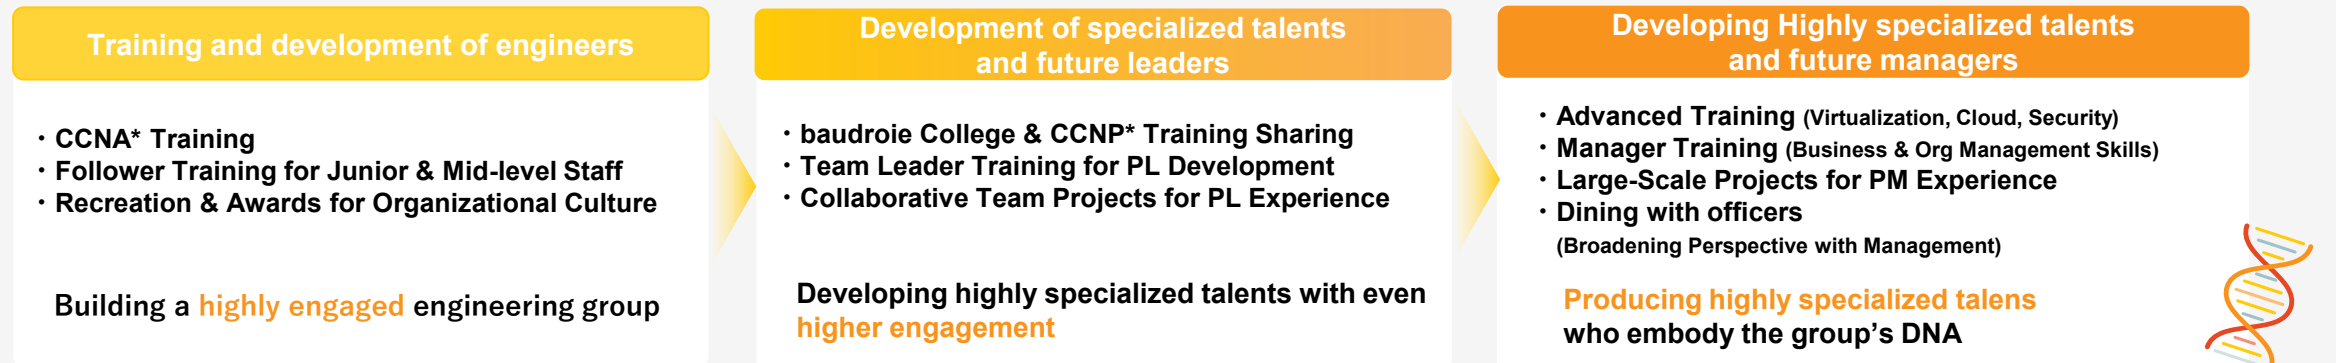 Training and development of engineers
・CCNA* Training
・Follower Training for Junior & Mid-level Staff
・Recreation & Awards for Organizational Culture
Building a highly engaged engineering group
Development of specialized talents
and future leaders
・baudroie College & CCNP* Training Sharing
・Team Leader Training for PL Development
・Collaborative Team Projects for PL Experience
Developing highly specialized talents with even
higher engagement
Developing Highly specialized talents
and future managers
・Advanced Training (Virtualization, Cloud, Security)
・Manager Training (Business & Org Management Skills)
・Large-Scale Projects for PM Experience
・Dining with officers
(Broadening Perspective with Management)
Producing highly specialized talens
who embody the group’s DNA